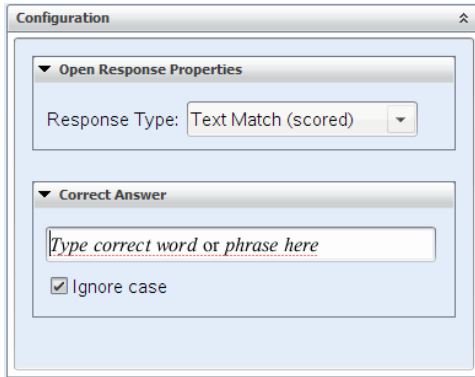 Configuration
Open Response Properties
Response Type: Text Match (scored)
Correct Answer
Type correct word or phrase here
Ignore case